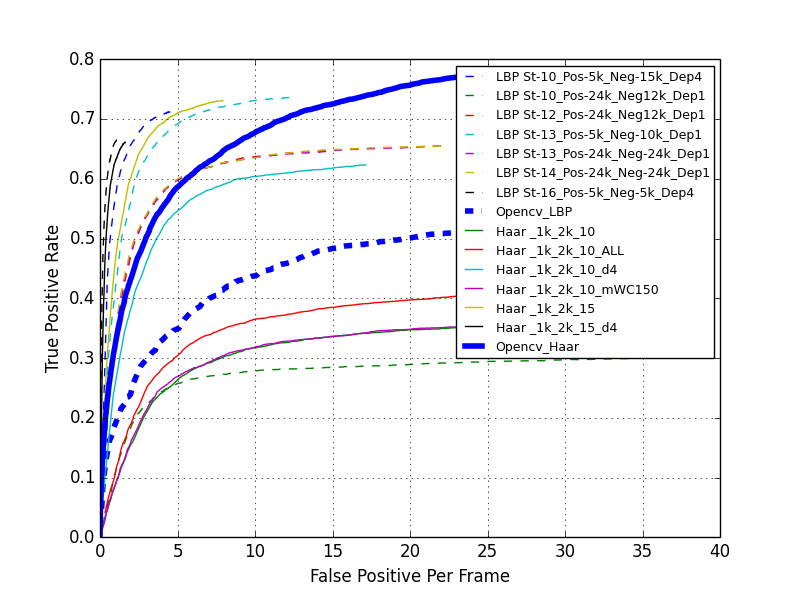 0.8
0.7
0.6
0.5
0.4
0.3
0.2
0.1
0.0
True Positive Rate
0 5 10 15 20 25 30 35 40
False Positive Per Frame
LBP St-10_Pos-5k_Neg-15k_Dep4
LBP St-10_Pos-24k_Neg12k_Dep1
LBP St-12_Pos-24k_Neg12k_Dep1
LBP St-13_Pos-5k_Neg-10k_Dep1
LBP St-13_Pos-24k_Neg-24k_Dep1
LBP St-14_Pos-24k_Neg-24k_Dep1
LBP St-16_Pos-5k_Neg-5k_Dep4
Opencv_LBP
Haar _1k_2k_10
Haar _1k_2k_10_ALL
Haar _1k_2k_10_d4
Haar _1k_2k_10_mWC150
Haar _1k_2k_15
Haar _1k_2k_15_d4
Opencv_Haar